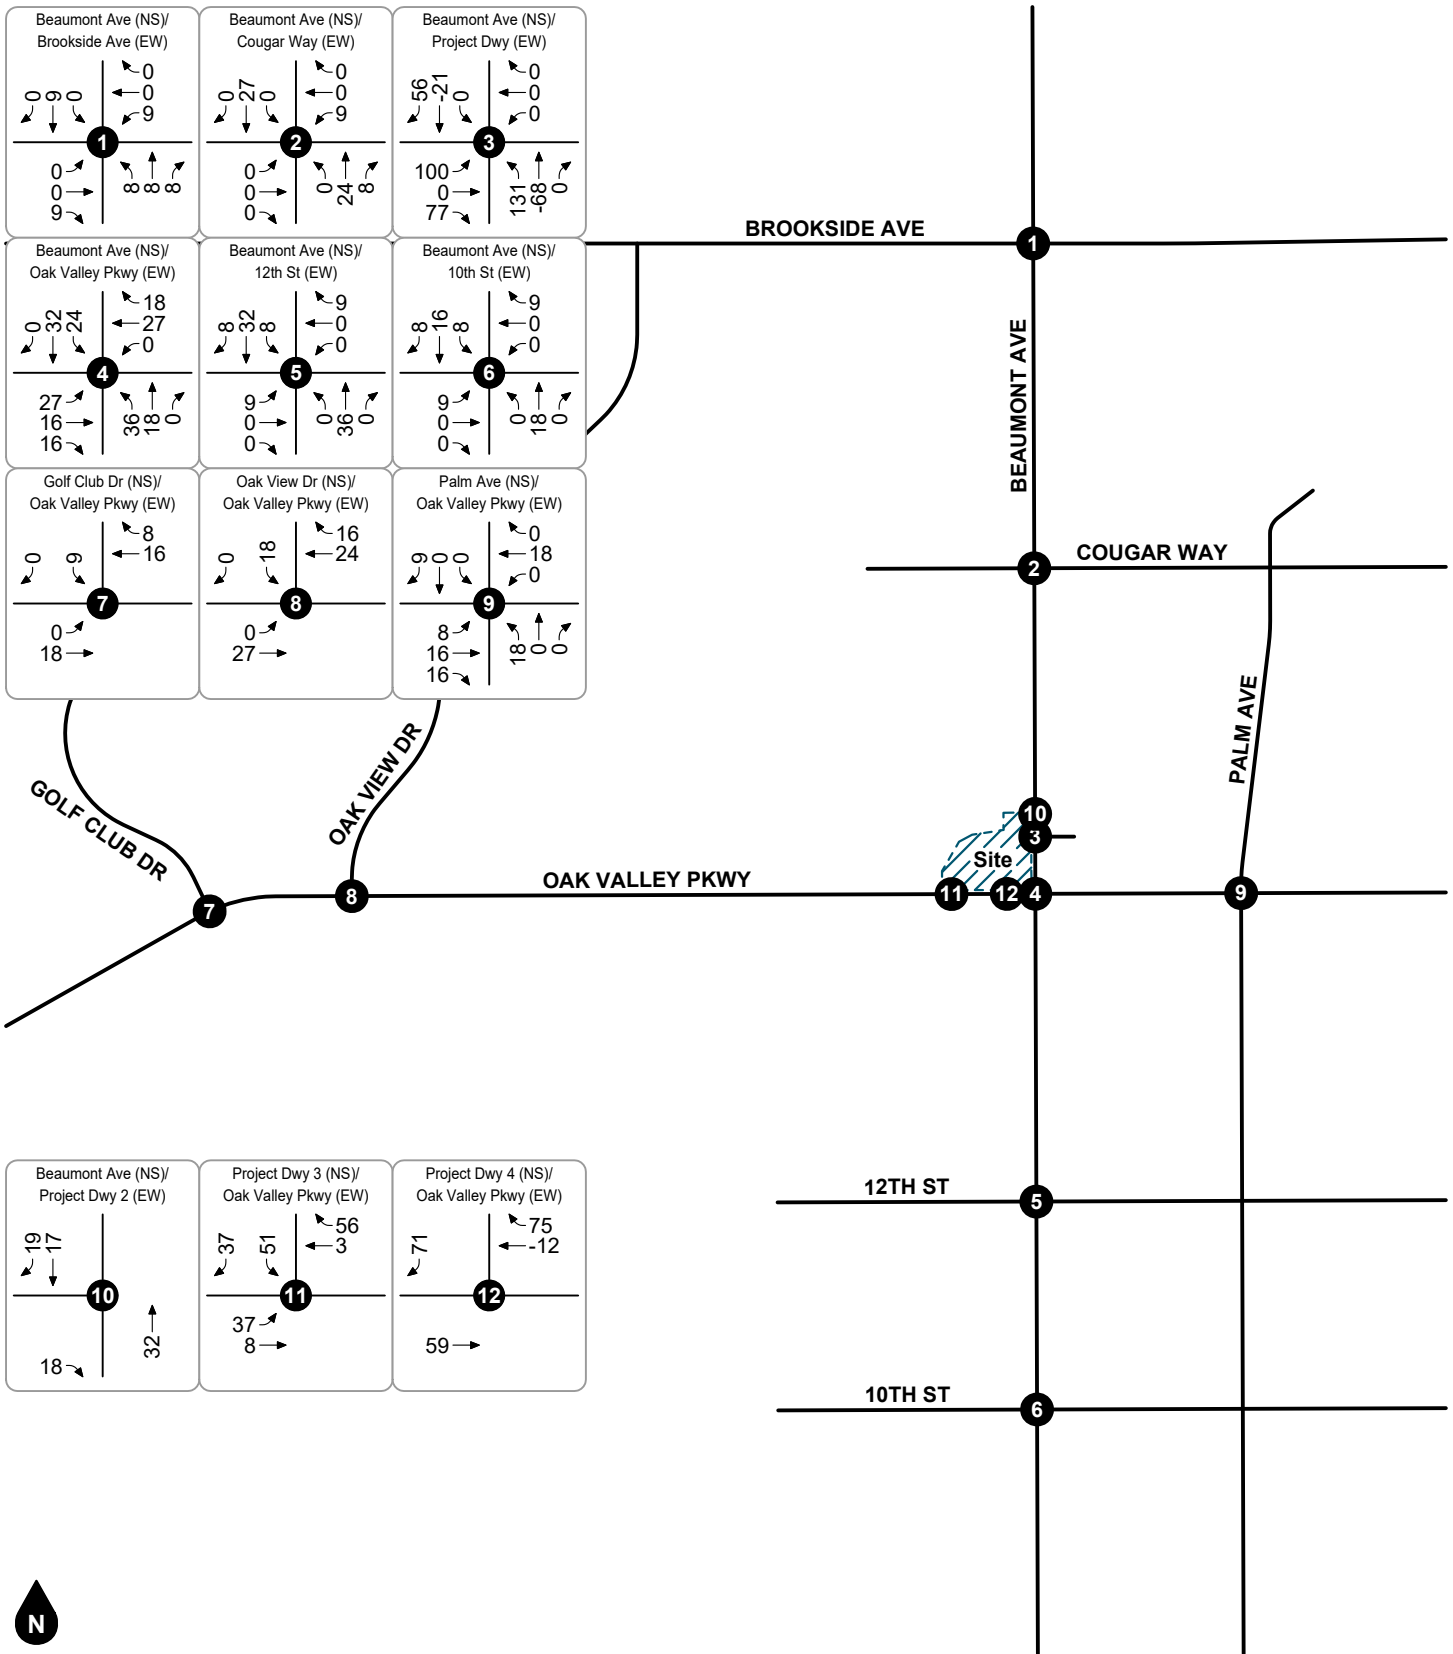 Beaumont Ave (NS)/
Brookside Ave (EW)
0 9 0
0
0
9
1
0
0
9
8 8 8
Beaumont Ave (NS)/
Cougar Way (EW)
0 27 0
0
0
9
2
0
0
0
0 24 8
Beaumont Ave (NS)/
Project Dwy (EW)
56 -21 0
0
0
0
3
100
0
77
131 -68 0
Beaumont Ave (NS)/
Oak Valley Pkwy (EW)
0 32 24
18
27
0
4
27
16
16
36 18 0
Beaumont Ave (NS)/
12th St (EW)
8 32 8
9
0
0
5
9
0
0
0 36 0
Beaumont Ave (NS)/
10th St (EW)
8 16 8
9
0
0
6
9
0
0
0 18 0
Golf Club Dr (NS)/
Oak Valley Pkwy (EW)
0 9
8
16
7
0
18
Oak View Dr (NS)/
Oak Valley Pkwy (EW)
0 18
16
24
8
0
27
Palm Ave (NS)/
Oak Valley Pkwy (EW)
9 0 0
0
18
0
9
8
16
16
18 0 0
BROOKSIDE AVE
1
BEAUMONT AVE
COUGAR WAY
2
PALM AVE
GOLF CLUB DR
OAK VIEW DR
10
3
Site
OAK VALLEY PKWY
7
8
11
12
4
9
12TH ST
5
10TH ST
6
Beaumont Ave (NS)/
Project Dwy 2 (EW)
19 17
10
18
32
Project Dwy 3 (NS)/
Oak Valley Pkwy (EW)
37 51
56
3
11
37
8
Project Dwy 4 (NS)/
Oak Valley Pkwy (EW)
71
75
-12
12
59
N